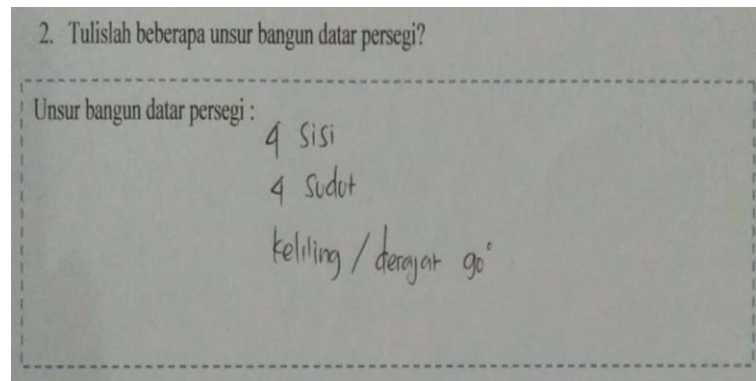 2. Tulislah beberapa unsur bangun datar persegi?
Unsur bangun datar persegi :
4 Sisi
4 Sudut
keliling / derajat 90°